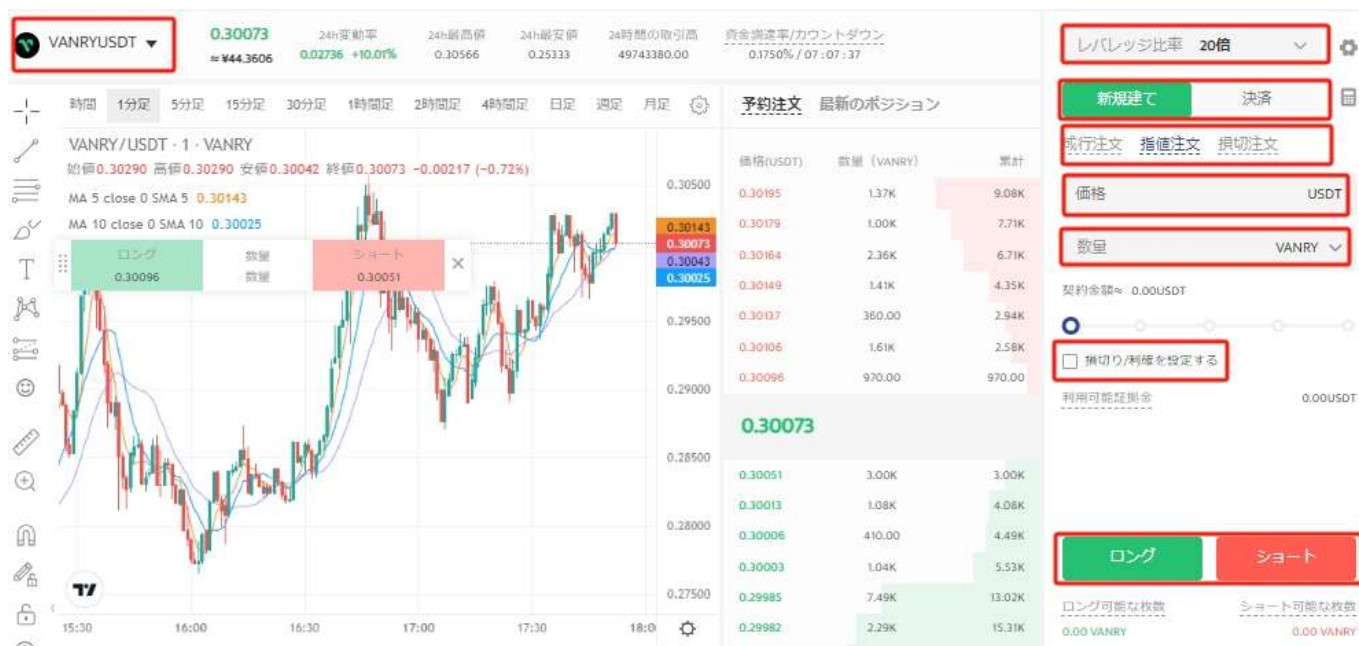 VANRYUSDT
0.30073
≈ ¥44.3606
24h変動率
0.02736 +10.01%
24h最高値
0.30566
24h最安値
0.25333
24時間の取引高
49743380.00
資金調達率/カウントダウン
0.1750% / 07:07:37
時間 1分足 5分足 15分足 30分足 1時間足 2時間足 4時間足 日足 週足 月足
VANRY/USDT · 1 · VANRY
始値0.30290 高値0.30290 安値0.30042 終値0.30073 -0.00217 (-0.72%)
MA 5 close 0 SMA 5 0.30143
MA 10 close 0 SMA 10 0.30025
ロング 数量 ショート
0.30096 数量 0.30051
0.30500
0.30143
0.30073
0.30043
0.30025
0.29500
0.29000
0.28500
0.28000
0.27500
15:30 16:00 16:30 17:00 17:30 18:0
予約注文 最新のポジション
価格(USDT) 数量 (VANRY) 累計
0.30195 1.37K 9.08K
0.30179 1.00K 7.71K
0.30164 2.36K 6.71K
0.30149 1.41K 4.35K
0.30137 360.00 2.94K
0.30106 1.61K 2.58K
0.30096 970.00 970.00
0.30073
0.30051 3.00K 3.00K
0.30013 1.08K 4.08K
0.30006 410.00 4.49K
0.30003 1.04K 5.53K
0.29985 7.49K 13.02K
0.29982 2.29K 15.31K
レバレッジ比率 20倍
新規建て 決済
成行注文 指値注文 損切注文
価格 USDT
数量 VANRY
契約金額≈ 0.00USDT
損切り/利確を設定する
利用可能証拠金 0.00USDT
ロング ショート
ロング可能な枚数 ショート可能な枚数
0.00 VANRY 0.00 VANRY